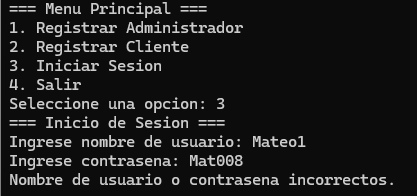 === Menu Principal ===
1. Registrar Administrador
2. Registrar Cliente
3. Iniciar Sesion
4. Salir
Seleccione una opcion: 3
=== Inicio de Sesion ===
Ingrese nombre de usuario: Mateo1
Ingrese contrasena: Mat008
Nombre de usuario o contrasena incorrectos.